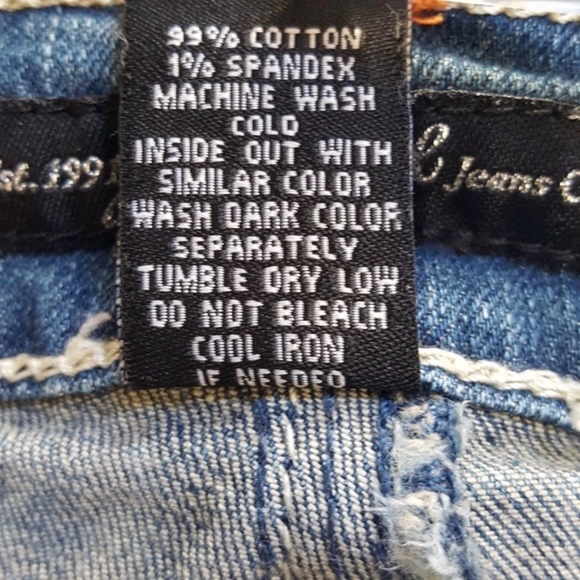 99% COTTON
1% SPANDEX
MACHINE WASH
COLD
INSIDE OUT WITH
SIMILAR COLOR
WASH DARK COLOR
SEPARATELY
TUMBLE DRY LOW
DO NOT BLEACH
COOL IRON
IF NEEDED
Jeans